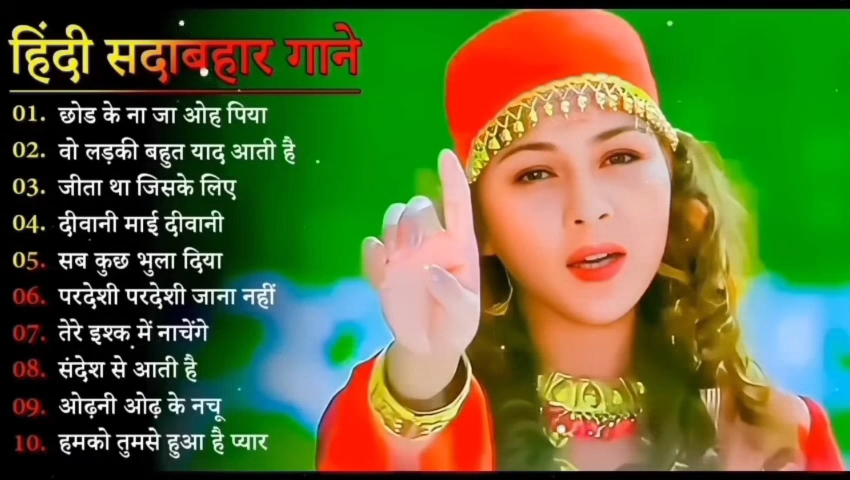 हिंदी सदाबहार गाने
01. छोड के ना जा ओह पिया
02. वो लड़की बहुत याद आती है
03. जीता था जिसके लिए
04. दीवानी माई दीवानी
05. सब कुछ भुला दिया
06. परदेशी परदेशी जाना नहीं
07. तेरे इश्क में नाचेंगे
08. संदेश से आती है
09. ओढ़नी ओढ़ के नचू
10. हमको तुमसे हुआ है प्यार